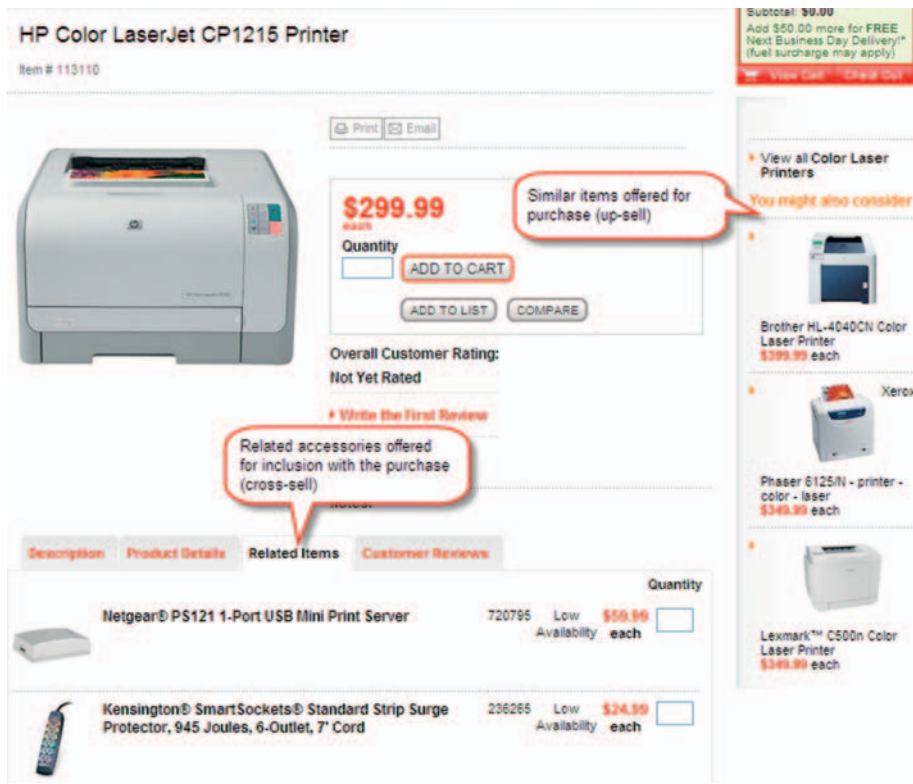 HP Color LaserJet CP1215 Printer
Item # 113110
Print
Email
$299.99
each
Quantity
ADD TO CART
ADD TO LIST
COMPARE
Overall Customer Rating:
Not Yet Rated
Write the First Review
Related accessories offered
for inclusion with the purchase
(cross-sell)
Description
Product Details
Related Items
Customer Reviews
Quantity
Netgear® PS121 1-Port USB Mini Print Server
720795
Low
Availability
$59.99
each
Kensington® SmartSockets® Standard Strip Surge
Protector, 945 Joules, 6-Outlet, 7' Cord
236265
Low
Availability
$24.99
each
Subtotal: $0.00
Add $50.00 more for FREE
Next Business Day Delivery!*
(fuel surcharge may apply)
View Cart
Check Out
View all Color Laser
Printers
Similar items offered for
purchase (up-sell)
You might also consider
Brother HL-4040CN Color
Laser Printer
$399.99 each
Xerox
Phaser 6125/N - printer -
color - laser
$349.99 each
Lexmark™ C500n Color
Laser Printer
$349.99 each